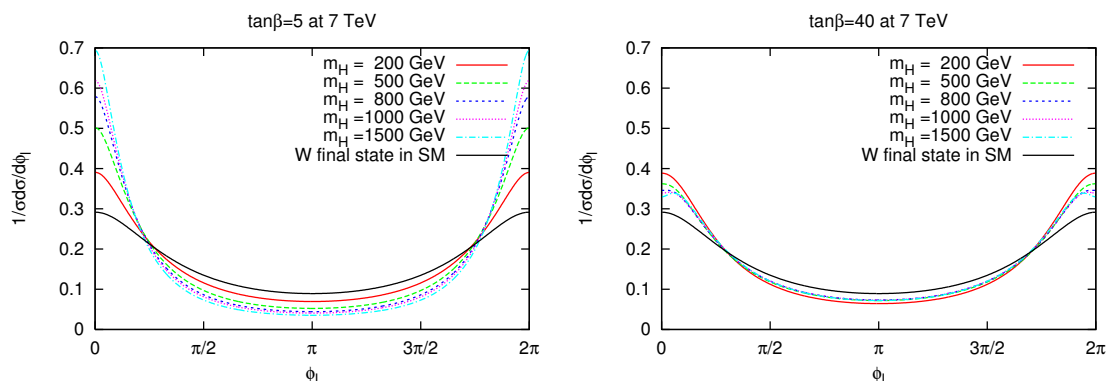 tanβ=5 at 7 TeV
1/σdσ/dφ_l
0.7
0.6
0.5
0.4
0.3
0.2
0.1
0
0
π/2
π
3π/2
2π
φ_l
m_H = 200 GeV
m_H = 500 GeV
m_H = 800 GeV
m_H =1000 GeV
m_H =1500 GeV
W final state in SM
tanβ=40 at 7 TeV
1/σdσ/dφ_l
0.7
0.6
0.5
0.4
0.3
0.2
0.1
0
0
π/2
π
3π/2
2π
φ_l
m_H = 200 GeV
m_H = 500 GeV
m_H = 800 GeV
m_H =1000 GeV
m_H =1500 GeV
W final state in SM